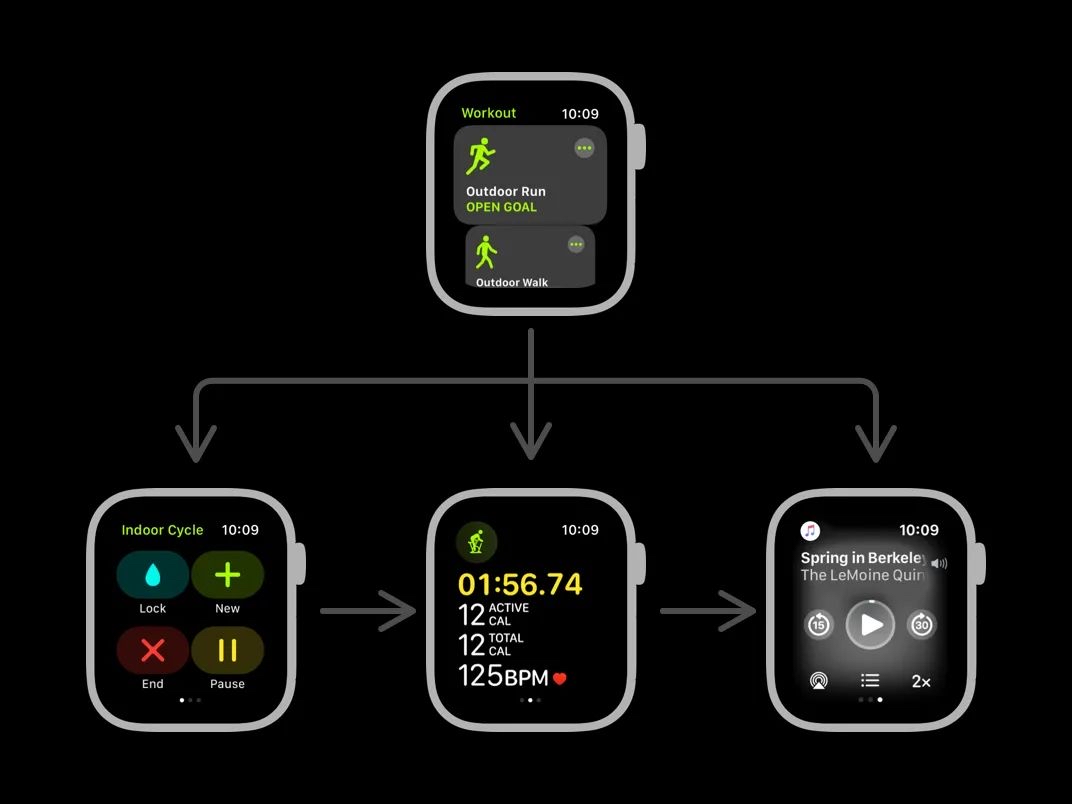 Workout 10:09
Outdoor Run
OPEN GOAL
Outdoor Walk
Indoor Cycle 10:09
Lock New
End Pause
10:09
01:56.74
12 ACTIVE CAL
12 TOTAL CAL
125BPM
10:09
Spring in Berkeley
The LeMoine Quin
15 30
2×